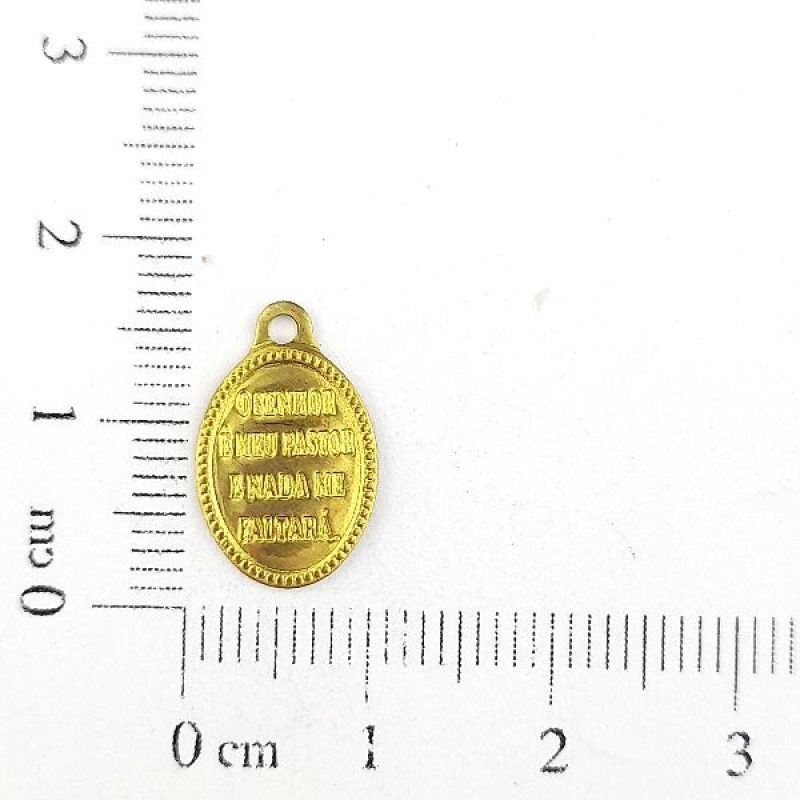 3
2
1
0 cm
O SENHOR
É MEU PASTOR
E NADA ME
FALTARÁ.
0 cm 1 2 3